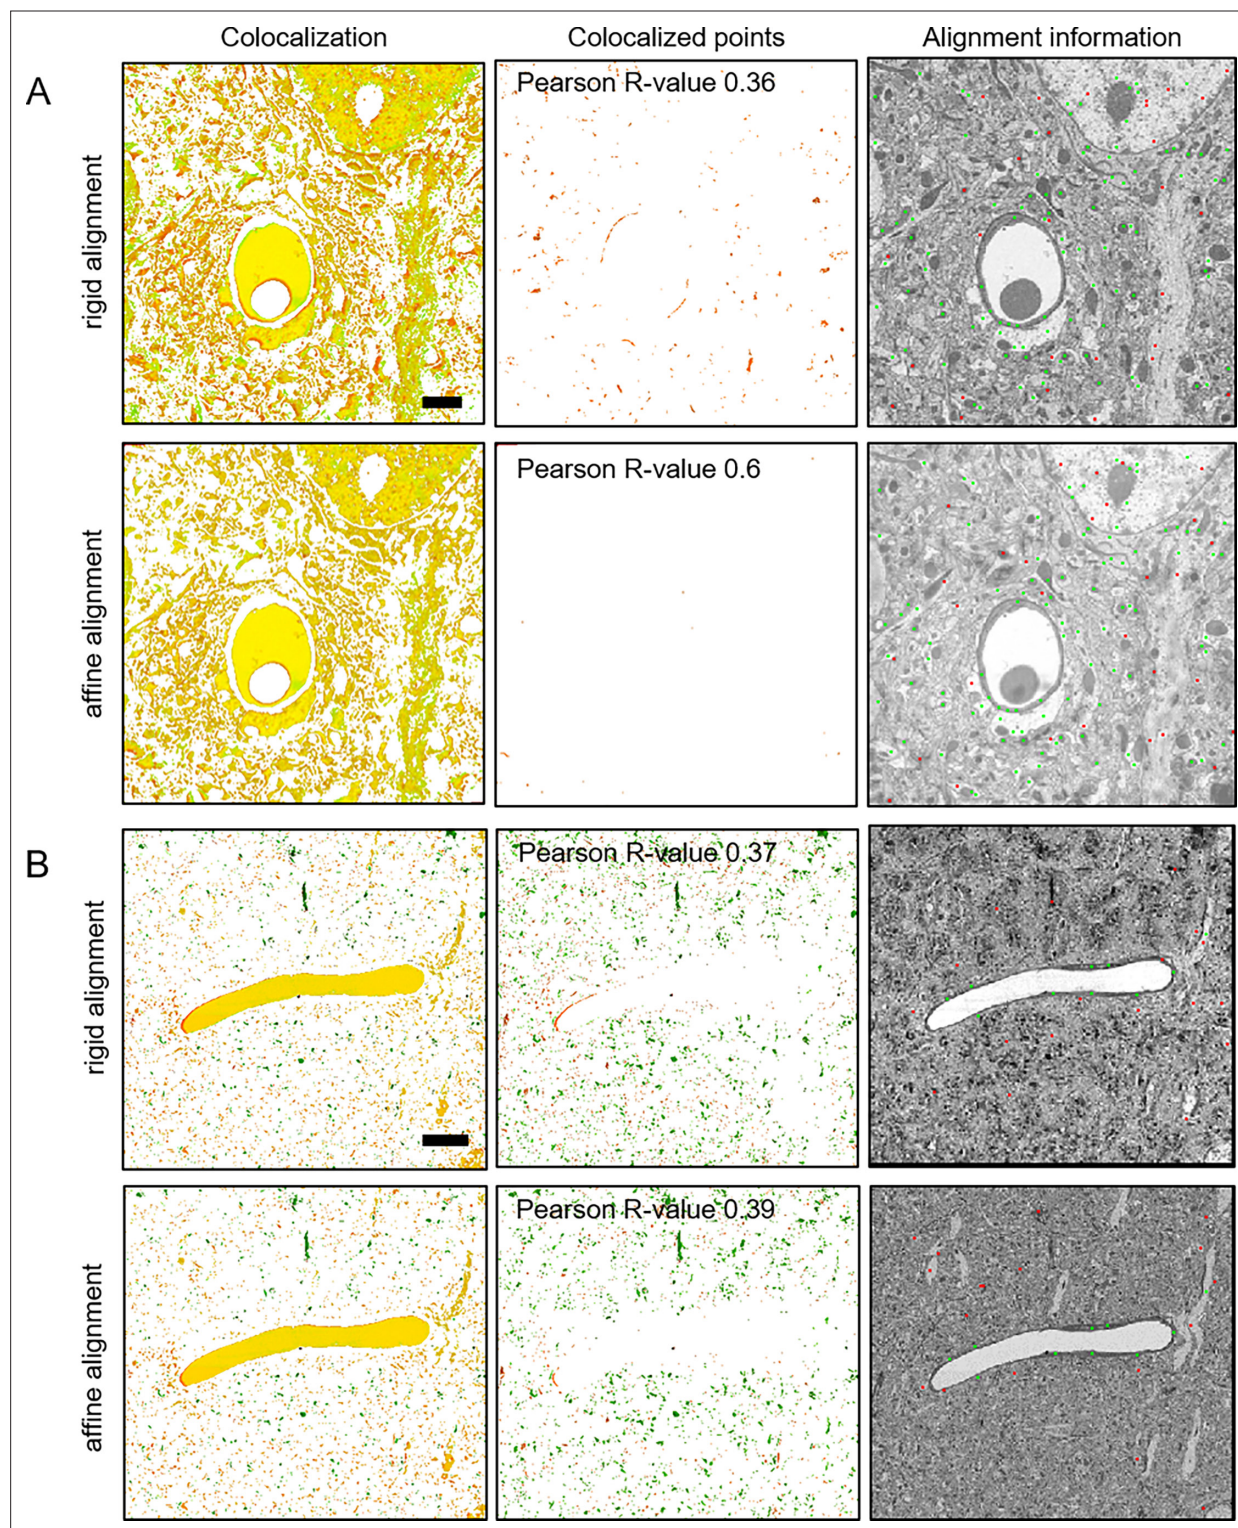 Colocalization
Colocalized points
Alignment information
A
rigid alignment
Pearson R-value 0.36
affine alignment
Pearson R-value 0.6
B
rigid alignment
Pearson R-value 0.37
affine alignment
Pearson R-value 0.39